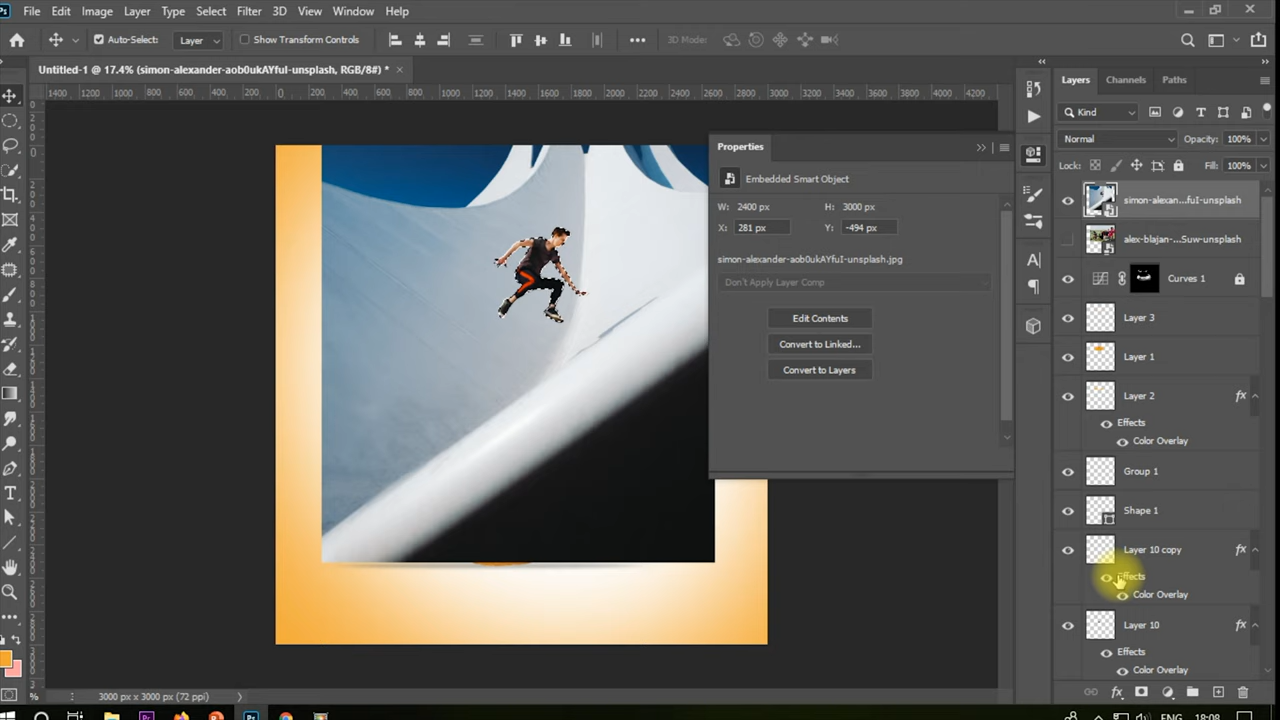 File Edit Image Layer Type Select Filter 3D View Window Help
Auto-Select: Layer Show Transform Controls 3D Mode:
Untitled-1 @ 17.4% (simon-alexander-aob0ukAYfuI-unsplash, RGB/8#) *
1400 1200 1000 800 600 400 200 0 200 400 600 800 1000 1200 1400 1600 1800 2000 2200 2400 2600 2800 3000 3200 3400 3600 3800 4000 4200
Properties
Embedded Smart Object
W: 2400 px H: 3000 px
X: 281 px Y: -494 px
simon-alexander-aob0ukAYfuI-unsplash.jpg
Don't Apply Layer Comp
Edit Contents
Convert to Linked...
Convert to Layers
Layers Channels Paths
Kind
Normal Opacity: 100%
Lock: Fill: 100%
simon-alexan...fuI-unsplash
alex-blajan-...Suw-unsplash
Curves 1
Layer 3
Layer 1
Layer 2 fx
Effects
Color Overlay
Group 1
Shape 1
Layer 10 copy fx
Effects
Color Overlay
Layer 10 fx
Effects
Color Overlay
fx
% 3000 px x 3000 px (72 ppi)
ENG 18:08